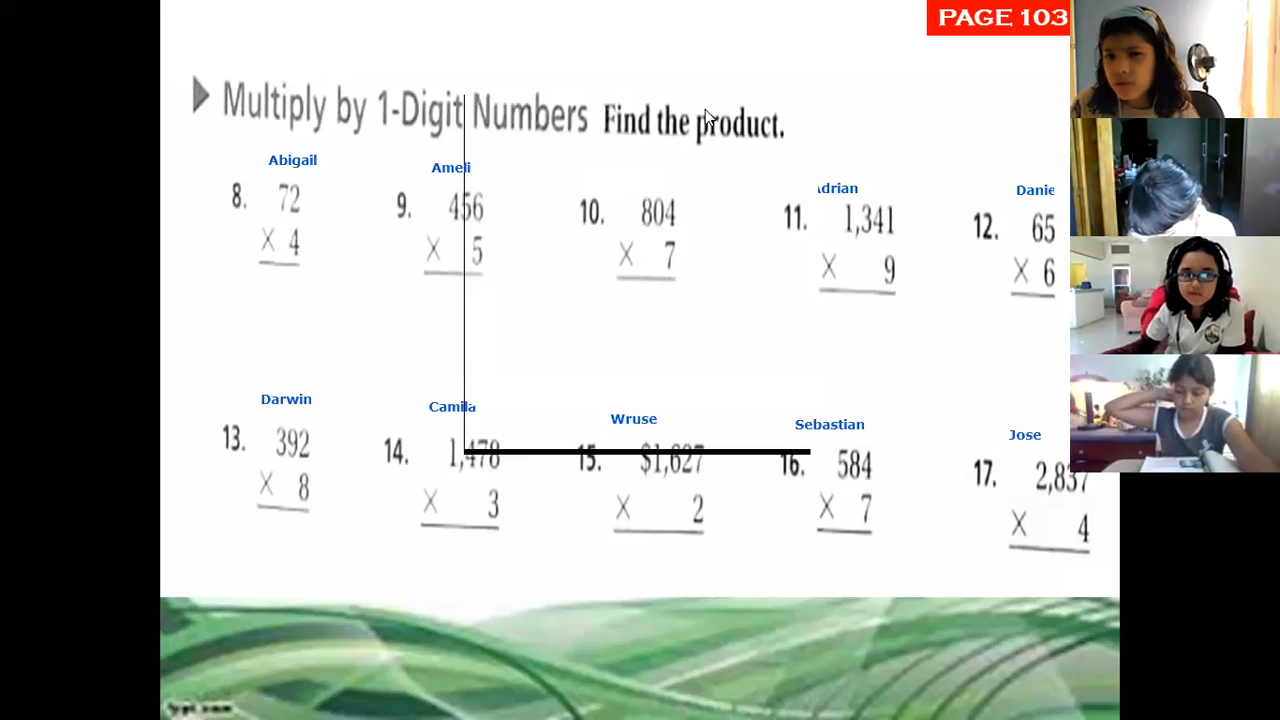 PAGE 103
Multiply by 1-Digit Numbers Find the product.
Abigail
8. 72
X 4
Ameli
9. 456
X 5
10. 804
X 7
Adrian
11. 1,341
X 9
Danie
12. 65
X 6
Darwin
13. 392
X 8
Camila
14. 1,478
X 3
Wruse
15. $1,627
X 2
Sebastian
16. 584
X 7
Jose
17. 2,837
X 4